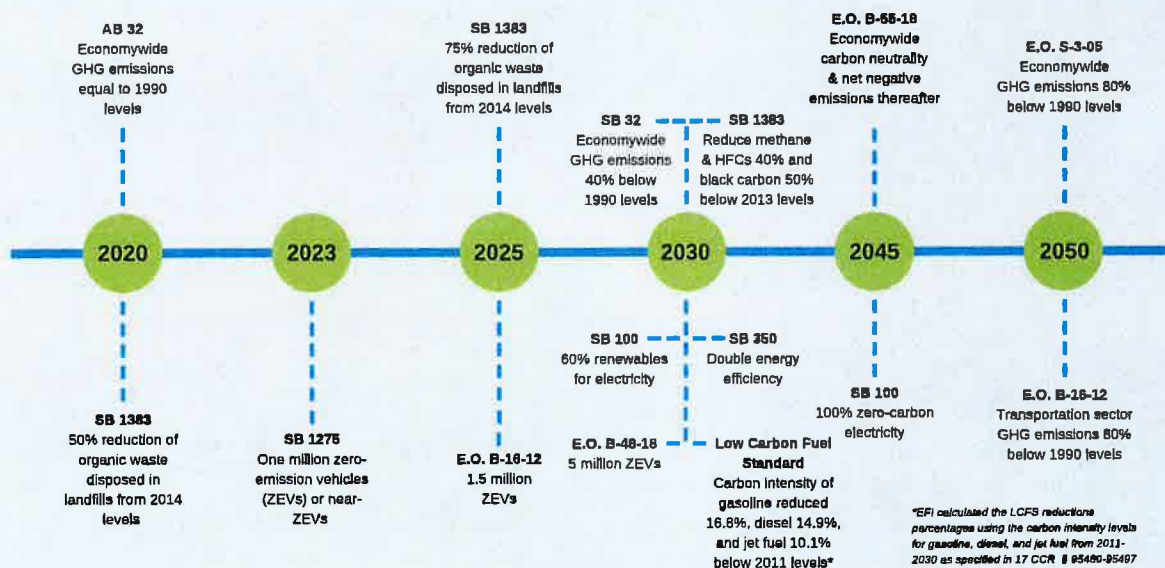 AB 32
Economywide
GHG emissions
equal to 1990
levels
SB 1383
75% reduction of
organic waste
disposed in landfills
from 2014 levels
SB 32
Economywide
GHG emissions
40% below
1990 levels
SB 1383
Reduce methane
& HFCs 40% and
black carbon 50%
below 2013 levels
E.O. B-55-18
Economywide
carbon neutrality
& net negative
emissions thereafter
E.O. S-3-05
Economywide
GHG emissions 80%
below 1990 levels
2020
2023
2025
2030
2045
2050
SB 1383
50% reduction of
organic waste
disposed in
landfills from 2014
levels
SB 1275
One million zero-
emission vehicles
(ZEVs) or near-
ZEVs
E.O. B-16-12
1.5 million
ZEVs
SB 100
60% renewables
for electricity
SB 350
Double energy
efficiency
E.O. B-48-18
5 million ZEVs
Low Carbon Fuel
Standard
Carbon intensity of
gasoline reduced
16.8%, diesel 14.9%,
and jet fuel 10.1%
below 2011 levels*
SB 100
100% zero-carbon
electricity
E.O. B-16-12
Transportation sector
GHG emissions 80%
below 1990 levels
*EFI calculated the LCFS reductions
percentages using the carbon intensity levels
for gasoline, diesel, and jet fuel from 2011-
2030 as specified in 17 CCR § 95480-95497